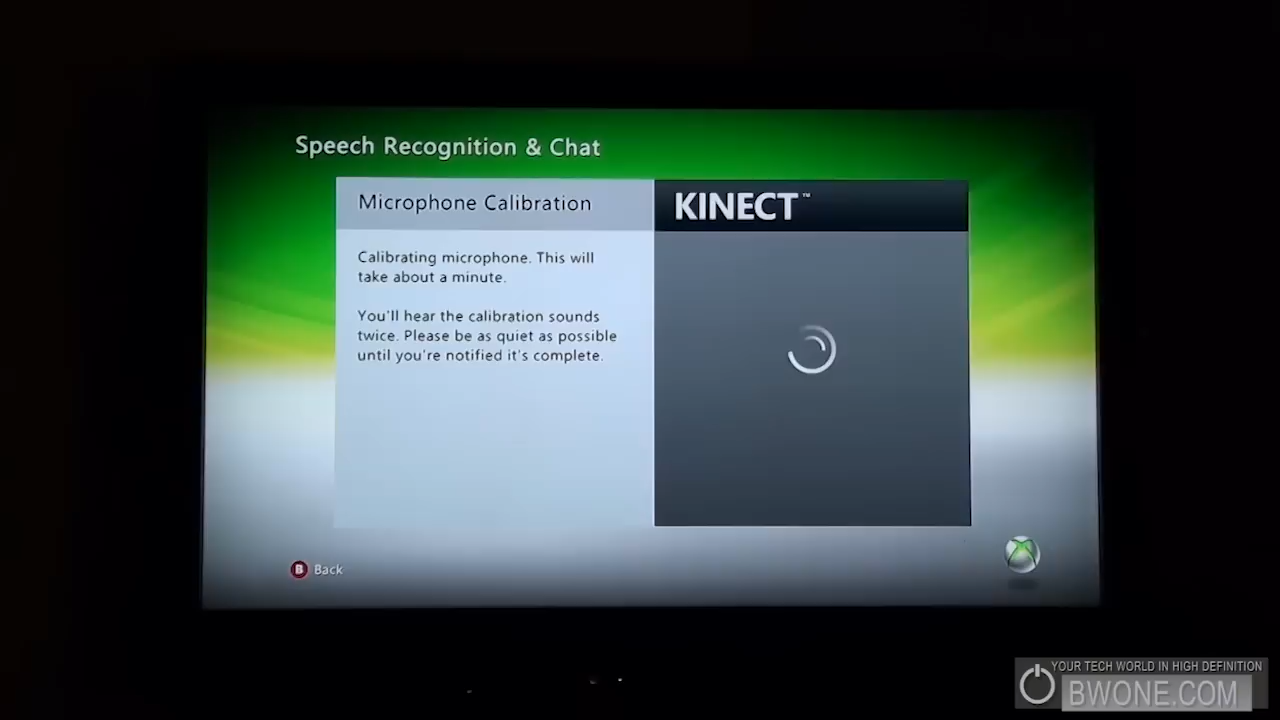 Speech Recognition & Chat
Microphone Calibration
KINECT™
Calibrating microphone. This will
take about a minute.
You'll hear the calibration sounds
twice. Please be as quiet as possible
until you're notified it's complete.
B Back
YOUR TECH WORLD IN HIGH DEFINITION
BWONE.COM